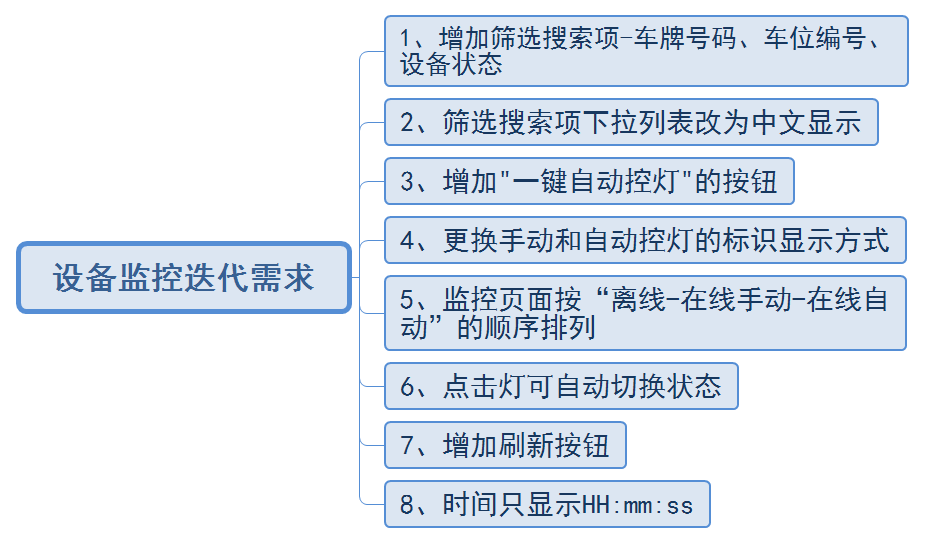 设备监控迭代需求
1、增加筛选搜索项-车牌号码、车位编号、
设备状态
2、筛选搜索项下拉列表改为中文显示
3、增加"一键自动控灯"的按钮
4、更换手动和自动控灯的标识显示方式
5、监控页面按“离线-在线手动-在线自
动”的顺序排列
6、点击灯可自动切换状态
7、增加刷新按钮
8、时间只显示HH:mm:ss